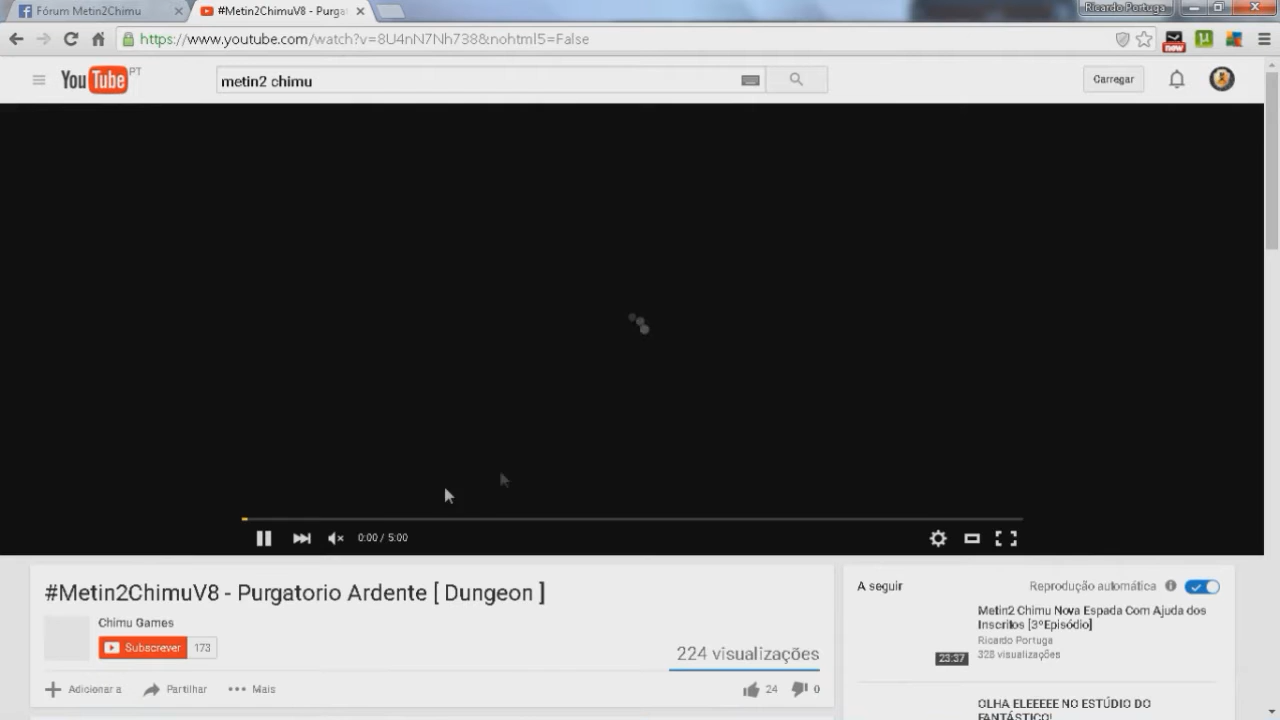 Fórum Metin2Chimu
#Metin2ChimuV8 - Purgat
Ricardo Portuga
https://www.youtube.com/watch?v=8U4nN7Nh738&nohtml5=False
new
YouTube PT
metin2 chimu
Carregar
0:00 / 5:00
#Metin2ChimuV8 - Purgatorio Ardente [ Dungeon ]
Chimu Games
Subscrever 173
224 visualizações
Adicionar a
Partilhar
Mais
24
0
A seguir
Reprodução automática
Metin2 Chimu Nova Espada Com Ajuda dos
Inscritos [3ºEpisódio]
Ricardo Portuga
328 visualizações
23:37
OLHA ELEEEEE NO ESTÚDIO DO
FANTÁSTICO!